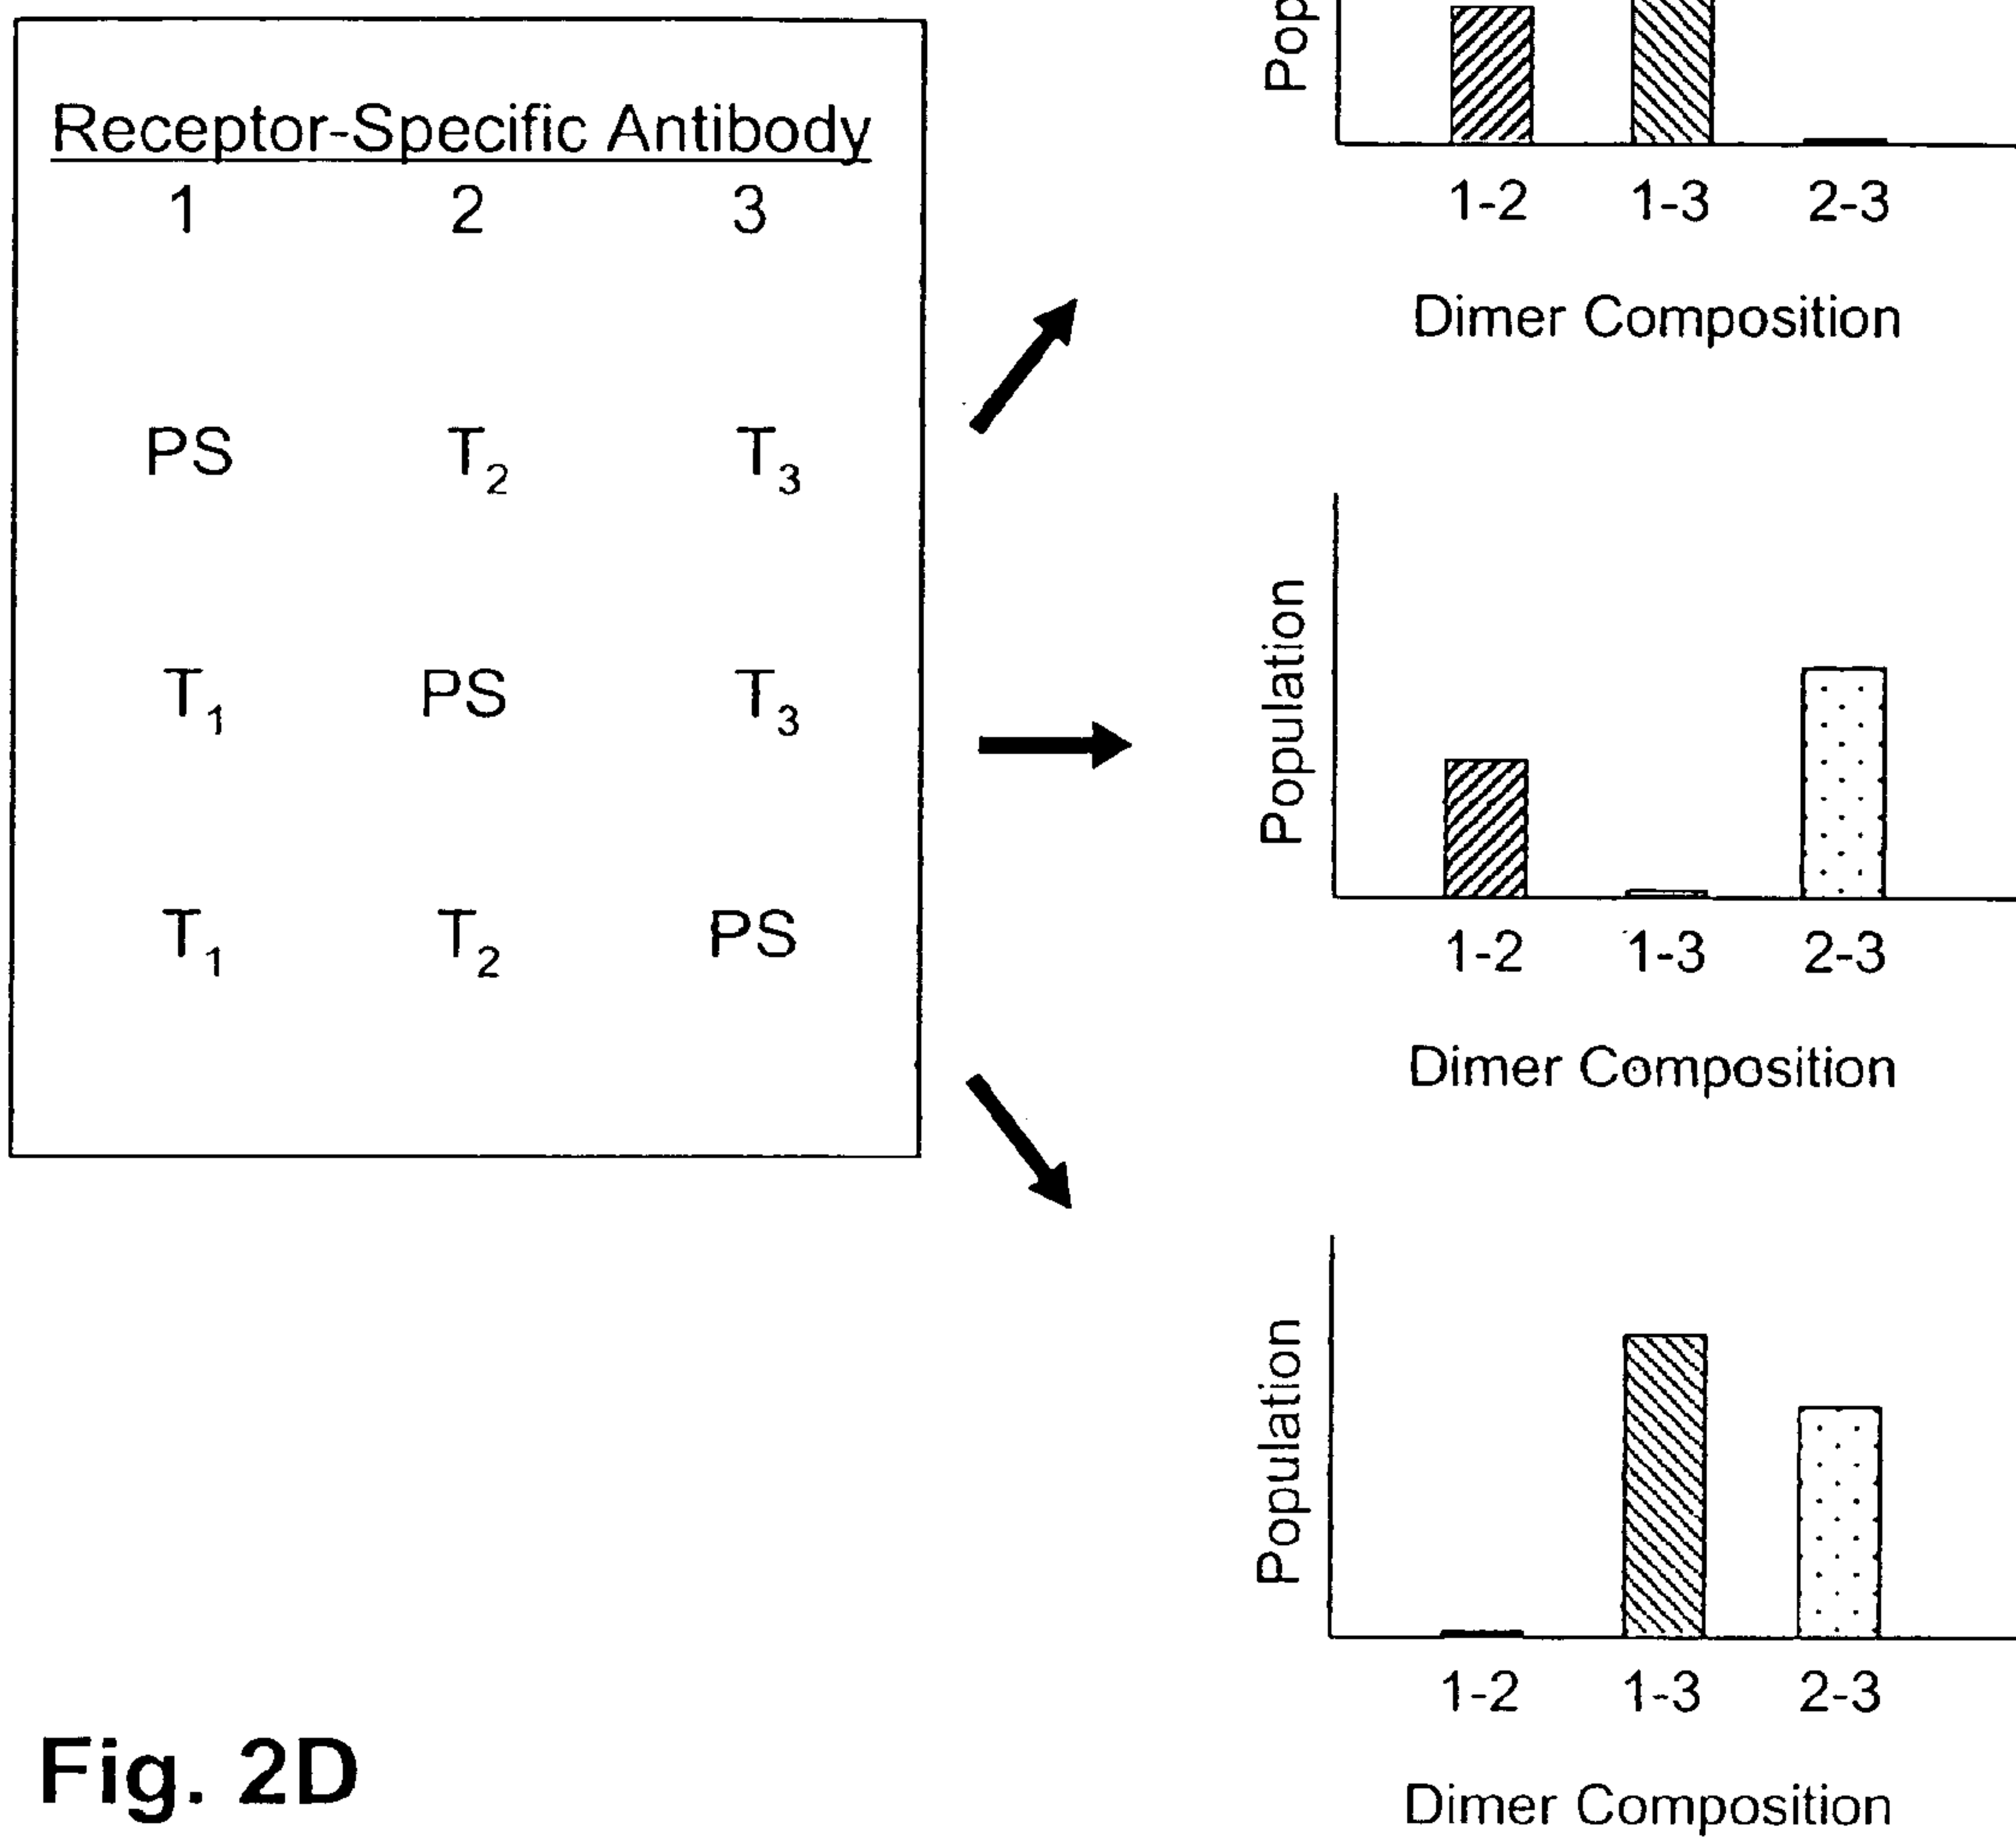 Receptor-Specific Antibody
1 2 3
PS T₂ T₃
T₁ PS T₃
T₁ T₂ PS
Pop
1-2 1-3 2-3
Dimer Composition
Population
1-2 1-3 2-3
Dimer Composition
Population
1-2 1-3 2-3
Dimer Composition
Fig. 2D